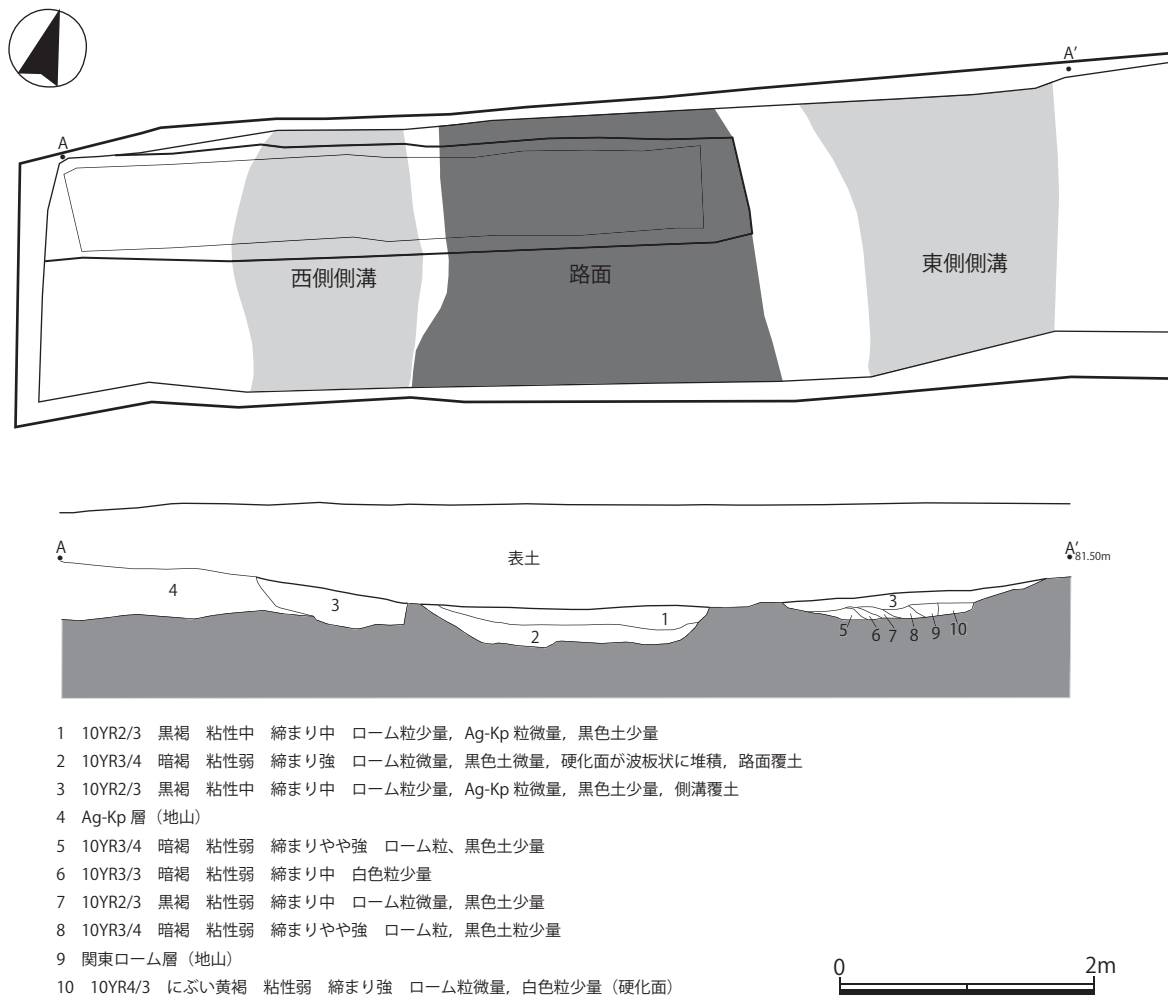 A
A'
西側側溝
路面
東側側溝
A
表土
A'
81.50m
4
3
1
2
3
5
6
7
8
9
10
1 10YR2/3 黒褐 粘性中 締まり中 ローム粒少量，Ag-Kp 粒微量，黒色土少量
2 10YR3/4 暗褐 粘性弱 締まり強 ローム粒微量，黒色土微量，硬化面が波板状に堆積，路面覆土
3 10YR2/3 黒褐 粘性中 締まり中 ローム粒少量，Ag-Kp 粒微量，黒色土少量，側溝覆土
4 Ag-Kp 層（地山）
5 10YR3/4 暗褐 粘性弱 締まりやや強 ローム粒、黒色土少量
6 10YR3/3 暗褐 粘性弱 締まり中 白色粒少量
7 10YR2/3 黒褐 粘性弱 締まり中 ローム粒微量，黒色土少量
8 10YR3/4 暗褐 粘性弱 締まりやや強 ローム粒，黒色土粒少量
9 関東ローム層（地山）
10 10YR4/3 にぶい黄褐 粘性弱 締まり強 ローム粒微量，白色粒少量（硬化面）
0 2m